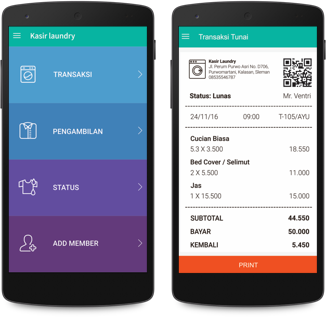 Kasir laundry
TRANSAKSI
PENGAMBILAN
STATUS
ADD MEMBER
Transaksi Tunai
Kasir Laundry
Jl. Perum Purwo Asri No. D706,
Purwomartani, Kalasan, Sleman
08535546787
Status: Lunas Mr. Ventri
24/11/16 09:00 T-105/AYU
Cucian Biasa
5.3 X 3.500 18.550
Bed Cover / Selimut
2 X 5.500 11.000
Jas
1 X 15.500 15.000
SUBTOTAL 44.550
BAYAR 50.000
KEMBALI 5.450
PRINT